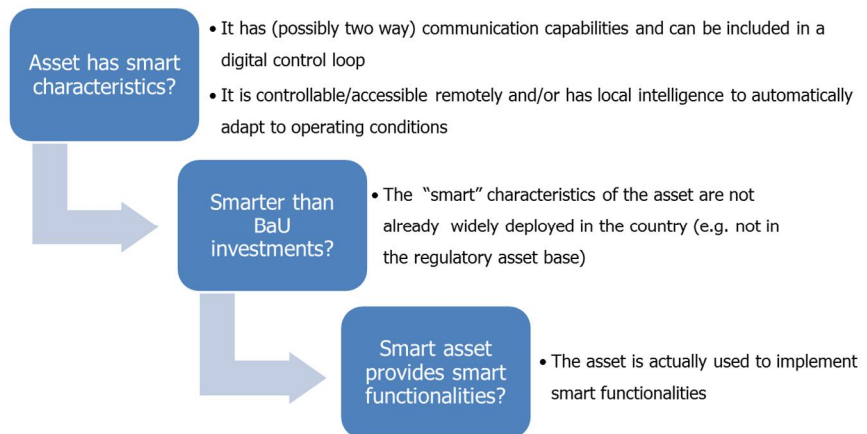 Asset has smart
characteristics?
• It has (possibly two way) communication capabilities and can be included in a
digital control loop
• It is controllable/accessible remotely and/or has local intelligence to automatically
adapt to operating conditions
Smarter than
BaU
investments?
• The “smart” characteristics of the asset are not
already widely deployed in the country (e.g. not in
the regulatory asset base)
Smart asset
provides smart
functionalities?
• The asset is actually used to implement
smart functionalities